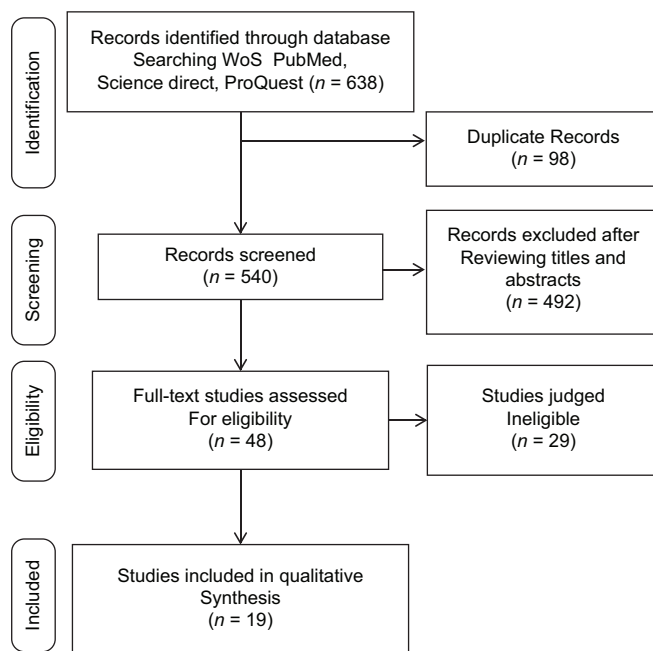 Identification
Records identified through database
Searching WoS PubMed,
Science direct, ProQuest (n = 638)
Duplicate Records
(n = 98)
Screening
Records screened
(n = 540)
Records excluded after
Reviewing titles and
abstracts
(n = 492)
Eligibility
Full-text studies assessed
For eligibility
(n = 48)
Studies judged
Ineligible
(n = 29)
Included
Studies included in qualitative
Synthesis
(n = 19)